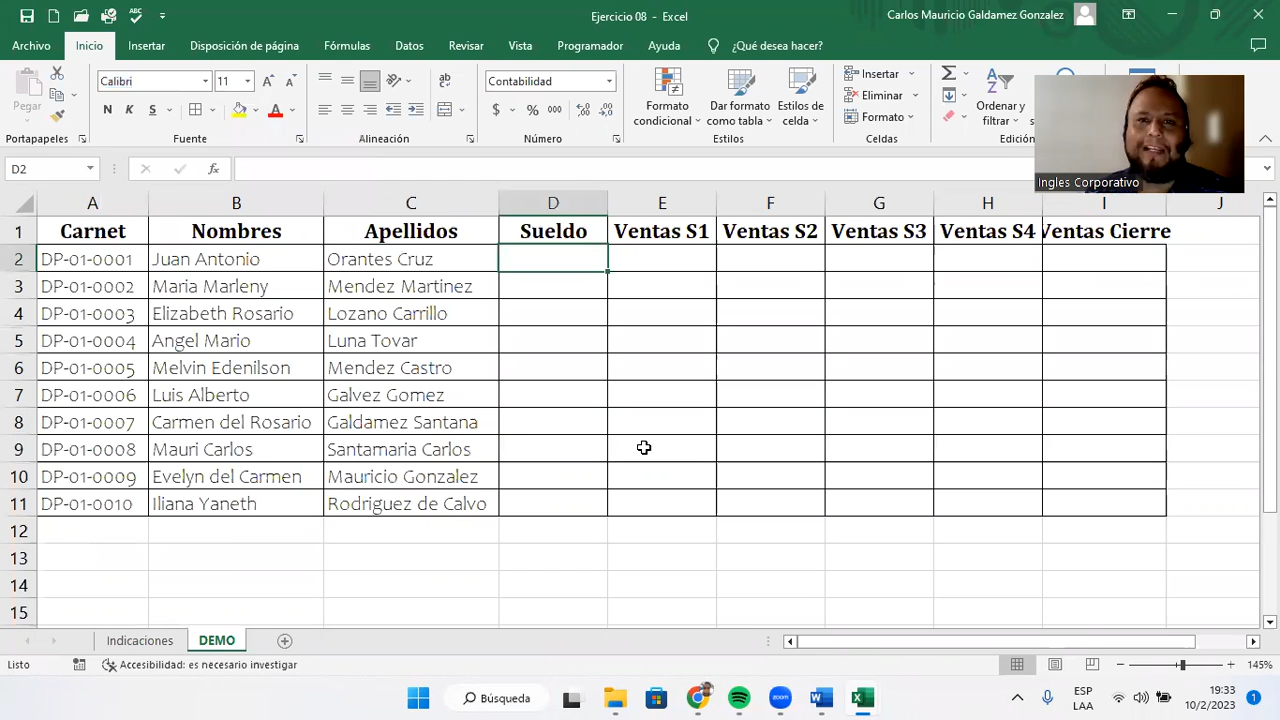 Ejercicio 08 - Excel
Carlos Mauricio Galdamez Gonzalez
Archivo Inicio Insertar Disposición de página Fórmulas Datos Revisar Vista Programador Ayuda ¿Qué desea hacer?
Pegar
Calibri 11
N K S
Contabilidad
$ % 000
Formato condicional
Dar formato como tabla
Estilos de celda
Insertar
Eliminar
Formato
Ordenar y filtrar
Portapapeles Fuente Alineación Número Estilos Celdas Edición
Ingles Corporativo
D2 fx
A B C D E F G H I J
1 Carnet Nombres Apellidos Sueldo Ventas S1 Ventas S2 Ventas S3 Ventas S4 Ventas Cierre
2 DP-01-0001 Juan Antonio Orantes Cruz
3 DP-01-0002 Maria Marleny Mendez Martinez
4 DP-01-0003 Elizabeth Rosario Lozano Carrillo
5 DP-01-0004 Angel Mario Luna Tovar
6 DP-01-0005 Melvin Edenilson Mendez Castro
7 DP-01-0006 Luis Alberto Galvez Gomez
8 DP-01-0007 Carmen del Rosario Galdamez Santana
9 DP-01-0008 Mauri Carlos Santamaria Carlos
10 DP-01-0009 Evelyn del Carmen Mauricio Gonzalez
11 DP-01-0010 Iliana Yaneth Rodriguez de Calvo
12
13
14
15
Indicaciones DEMO
Listo Accesibilidad: es necesario investigar 145%
Búsqueda
ESP
LAA
19:33
10/2/2023
1